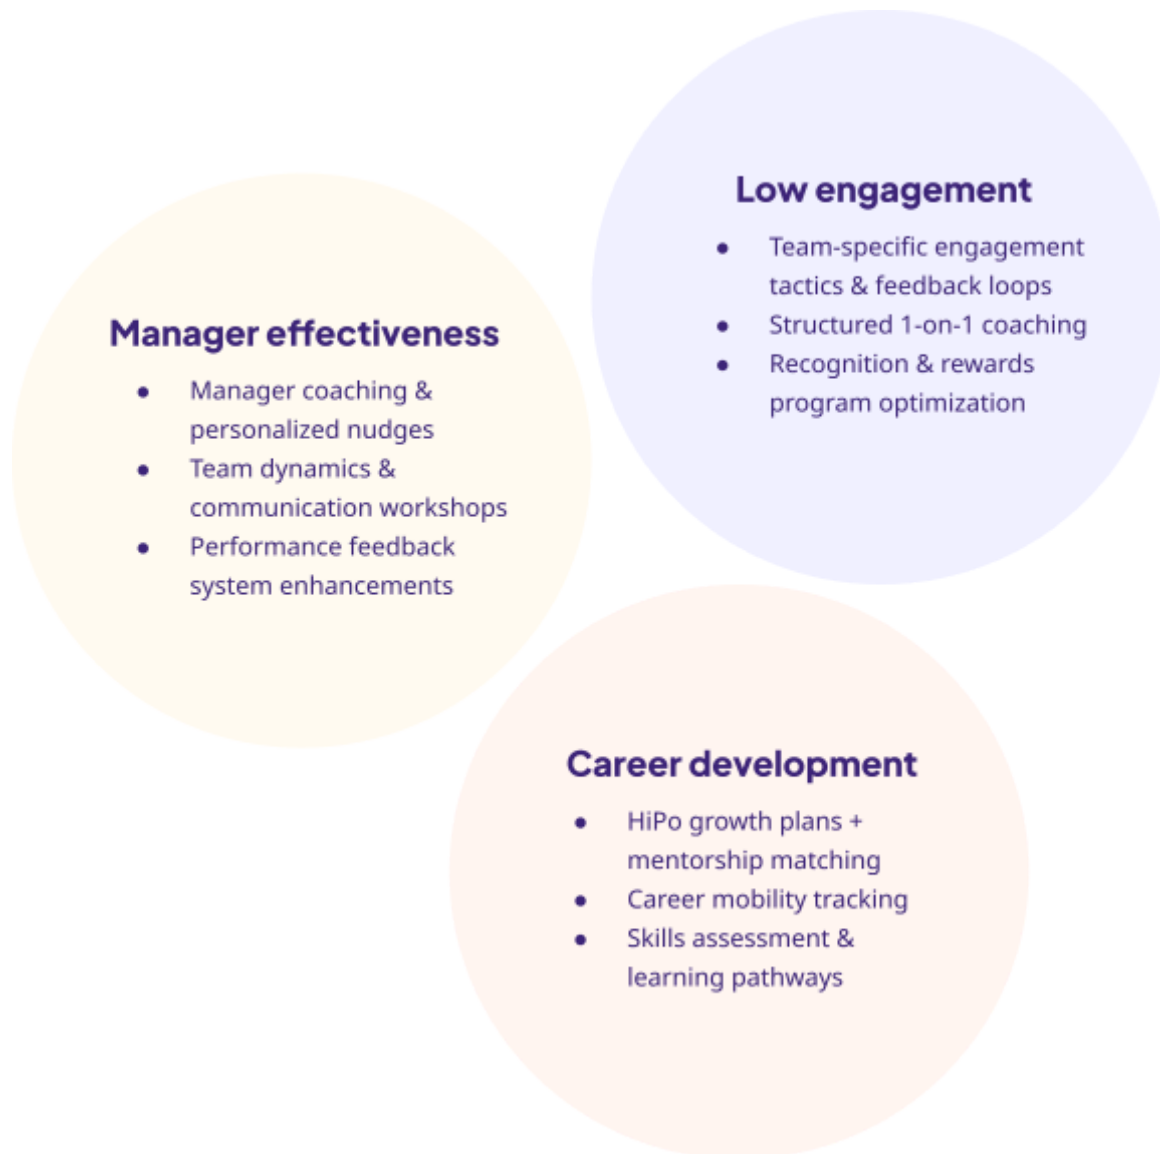 Low engagement
● Team-specific engagement
tactics & feedback loops
● Structured 1-on-1 coaching
● Recognition & rewards
program optimization
Manager effectiveness
● Manager coaching &
personalized nudges
● Team dynamics &
communication workshops
● Performance feedback
system enhancements
Career development
● HiPo growth plans +
mentorship matching
● Career mobility tracking
● Skills assessment &
learning pathways